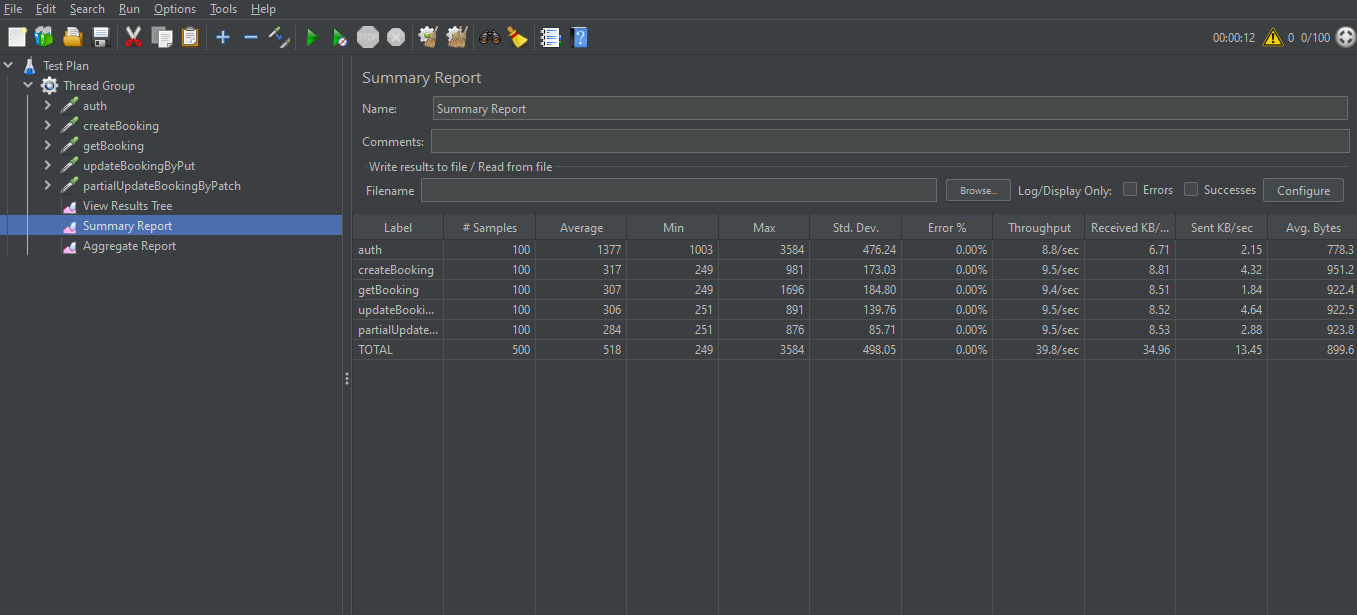 File Edit Search Run Options Tools Help
00:00:12 0 0/100
Test Plan
Thread Group
auth
createBooking
getBooking
updateBookingByPut
partialUpdateBookingByPatch
View Results Tree
Summary Report
Aggregate Report
Summary Report
Name: Summary Report
Comments:
Write results to file / Read from file
Filename Browse... Log/Display Only: Errors Successes Configure
Label # Samples Average Min Max Std. Dev. Error % Throughput Received KB/... Sent KB/sec Avg. Bytes
auth 100 1377 1003 3584 476.24 0.00% 8.8/sec 6.71 2.15 778.3
createBooking 100 317 249 981 173.03 0.00% 9.5/sec 8.81 4.32 951.2
getBooking 100 307 249 1696 184.80 0.00% 9.4/sec 8.51 1.84 922.4
updateBooki... 100 306 251 891 139.76 0.00% 9.5/sec 8.52 4.64 922.5
partialUpdate... 100 284 251 876 85.71 0.00% 9.5/sec 8.53 2.88 923.8
TOTAL 500 518 249 3584 498.05 0.00% 39.8/sec 34.96 13.45 899.6